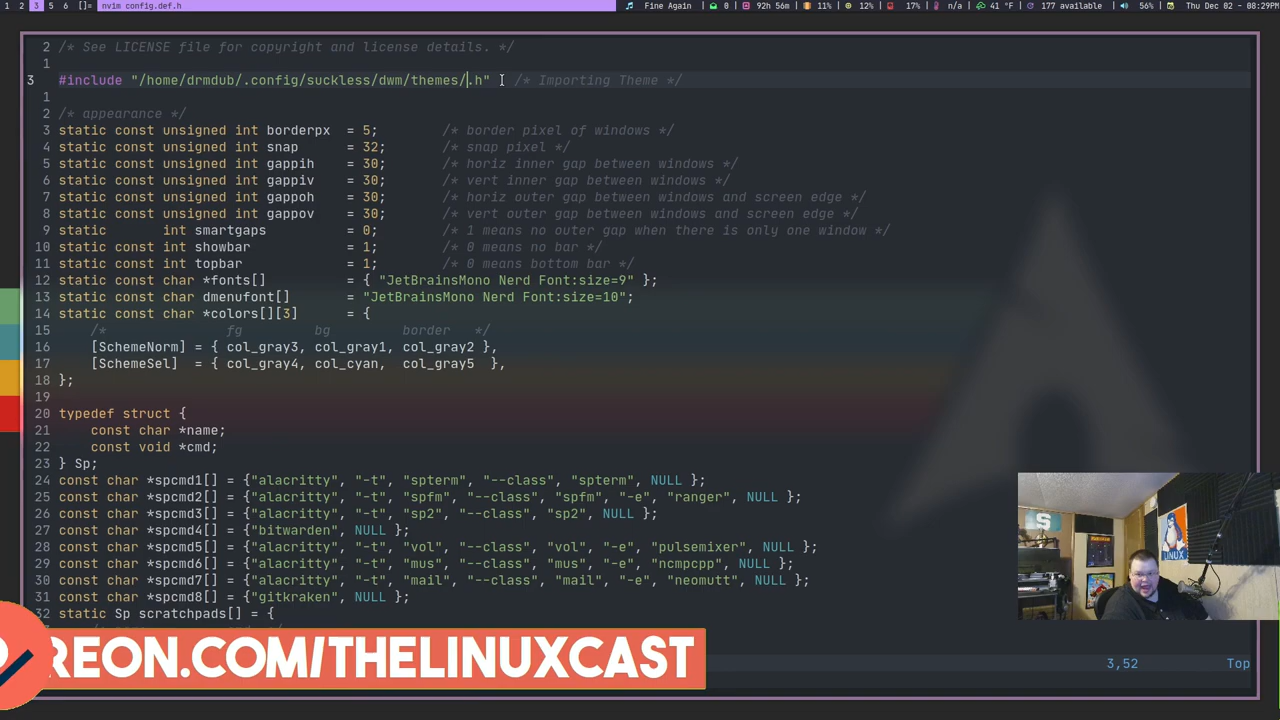 1 2 3 5 6 []= nvim config.def.h Fine Again 0 92h 56m 11% 12% 17% n/a 41 °F 177 available 56% Thu Dec 02 - 08:29PM
2 /* See LICENSE file for copyright and license details. */
1
3 #include "/home/drmdub/.config/suckless/dwm/themes/.h" /* Importing Theme */
1
2 /* appearance */
3 static const unsigned int borderpx = 5; /* border pixel of windows */
4 static const unsigned int snap = 32; /* snap pixel */
5 static const unsigned int gappih = 30; /* horiz inner gap between windows */
6 static const unsigned int gappiv = 30; /* vert inner gap between windows */
7 static const unsigned int gappoh = 30; /* horiz outer gap between windows and screen edge */
8 static const unsigned int gappov = 30; /* vert outer gap between windows and screen edge */
9 static int smartgaps = 0; /* 1 means no outer gap when there is only one window */
10 static const int showbar = 1; /* 0 means no bar */
11 static const int topbar = 1; /* 0 means bottom bar */
12 static const char *fonts[] = { "JetBrainsMono Nerd Font:size=9" };
13 static const char dmenufont[] = "JetBrainsMono Nerd Font:size=10";
14 static const char *colors[][3] = {
15 /* fg bg border */
16 [SchemeNorm] = { col_gray3, col_gray1, col_gray2 },
17 [SchemeSel] = { col_gray4, col_cyan, col_gray5 },
18 };
19
20 typedef struct {
21 const char *name;
22 const void *cmd;
23 } Sp;
24 const char *spcmd1[] = {"alacritty", "-t", "spterm", "--class", "spterm", NULL };
25 const char *spcmd2[] = {"alacritty", "-t", "spfm", "--class", "spfm", "-e", "ranger", NULL };
26 const char *spcmd3[] = {"alacritty", "-t", "sp2", "--class", "sp2", NULL };
27 const char *spcmd4[] = {"bitwarden", NULL };
28 const char *spcmd5[] = {"alacritty", "-t", "vol", "--class", "vol", "-e", "pulsemixer", NULL };
29 const char *spcmd6[] = {"alacritty", "-t", "mus", "--class", "mus", "-e", "ncmpcpp", NULL };
30 const char *spcmd7[] = {"alacritty", "-t", "mail", "--class", "mail", "-e", "neomutt", NULL };
31 const char *spcmd8[] = {"gitkraken", NULL };
32 static Sp scratchpads[] = {
REON.COM/THELINUXCAST
3,52 Top
S
LINUX